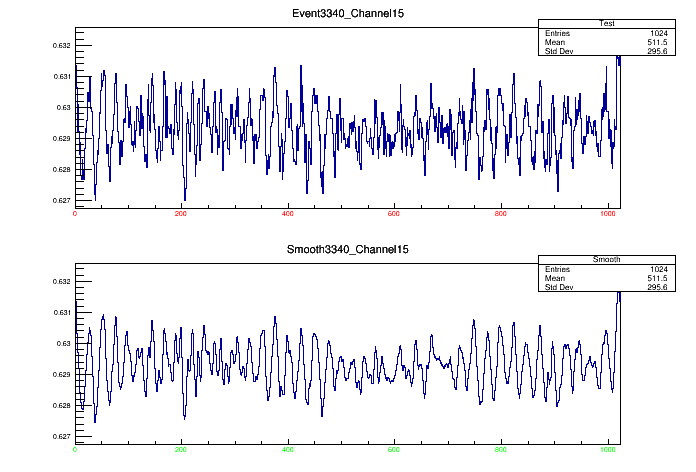 Event3340_Channel15
Test
Entries 1024
Mean 511.5
Std Dev 295.6
0.632
0.631
0.63
0.629
0.628
0.627
0 200 400 600 800 1000
Smooth3340_Channel15
Smooth
Entries 1024
Mean 511.5
Std Dev 295.6
0.632
0.631
0.63
0.629
0.628
0.627
0 200 400 600 800 1000